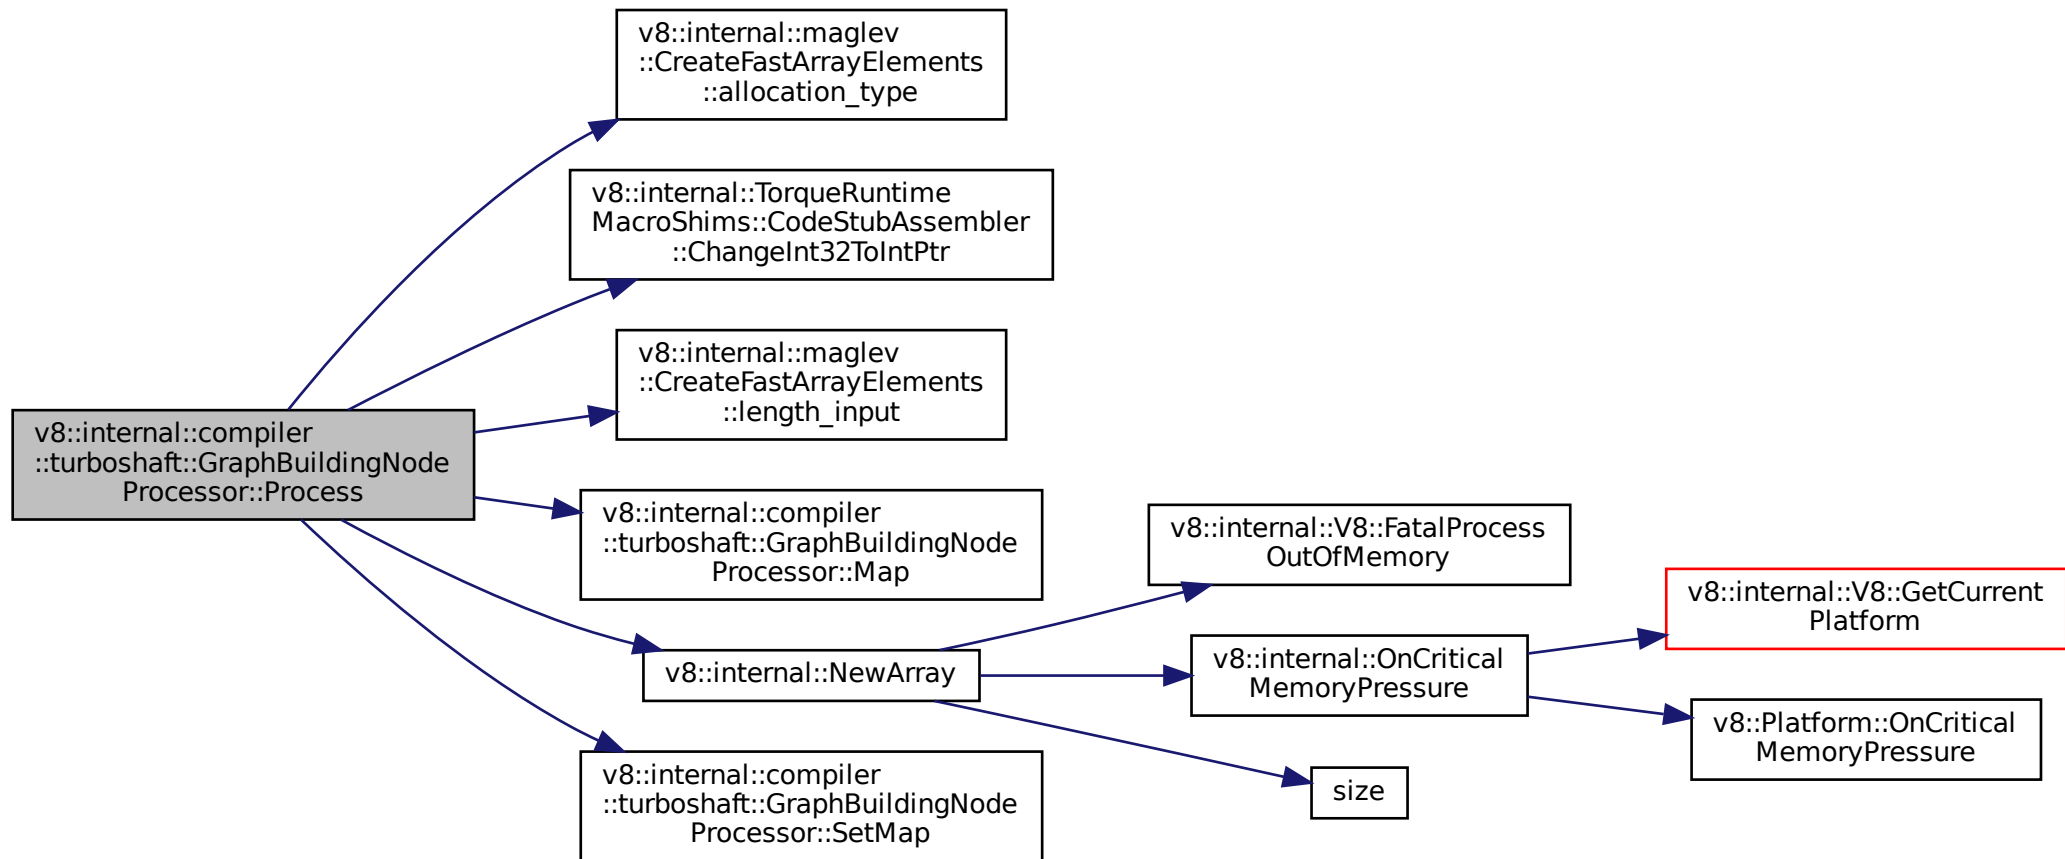 v8::internal::maglev
::CreateFastArrayElements
::allocation_type
v8::internal::TorqueRuntime
MacroShims::CodeStubAssembler
::ChangeInt32ToIntPtr
v8::internal::maglev
::CreateFastArrayElements
::length_input
v8::internal::compiler
::turboshaft::GraphBuildingNode
Processor::Process
v8::internal::compiler
::turboshaft::GraphBuildingNode
Processor::Map
v8::internal::V8::FatalProcess
OutOfMemory
v8::internal::V8::GetCurrent
Platform
v8::internal::NewArray
v8::internal::OnCritical
MemoryPressure
v8::Platform::OnCritical
MemoryPressure
size
v8::internal::compiler
::turboshaft::GraphBuildingNode
Processor::SetMap